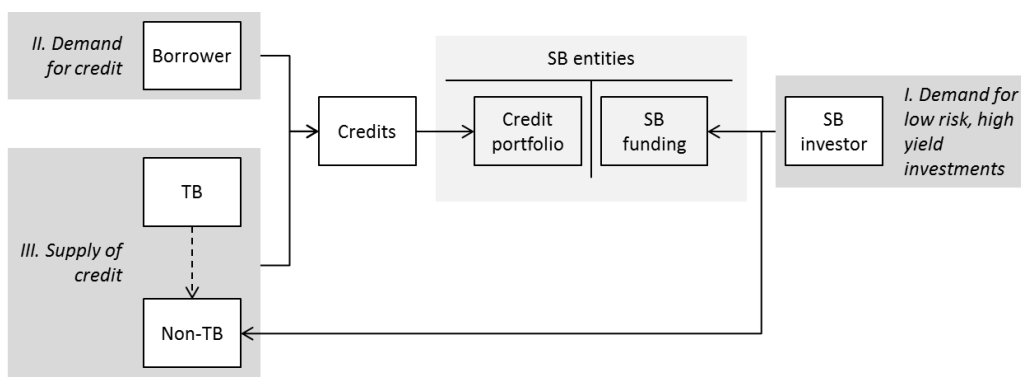 II. Demand
for credit
Borrower
III. Supply of
credit
TB
Non-TB
Credits
SB entities
Credit
portfolio
SB
funding
SB
investor
I. Demand for
low risk, high
yield
investments